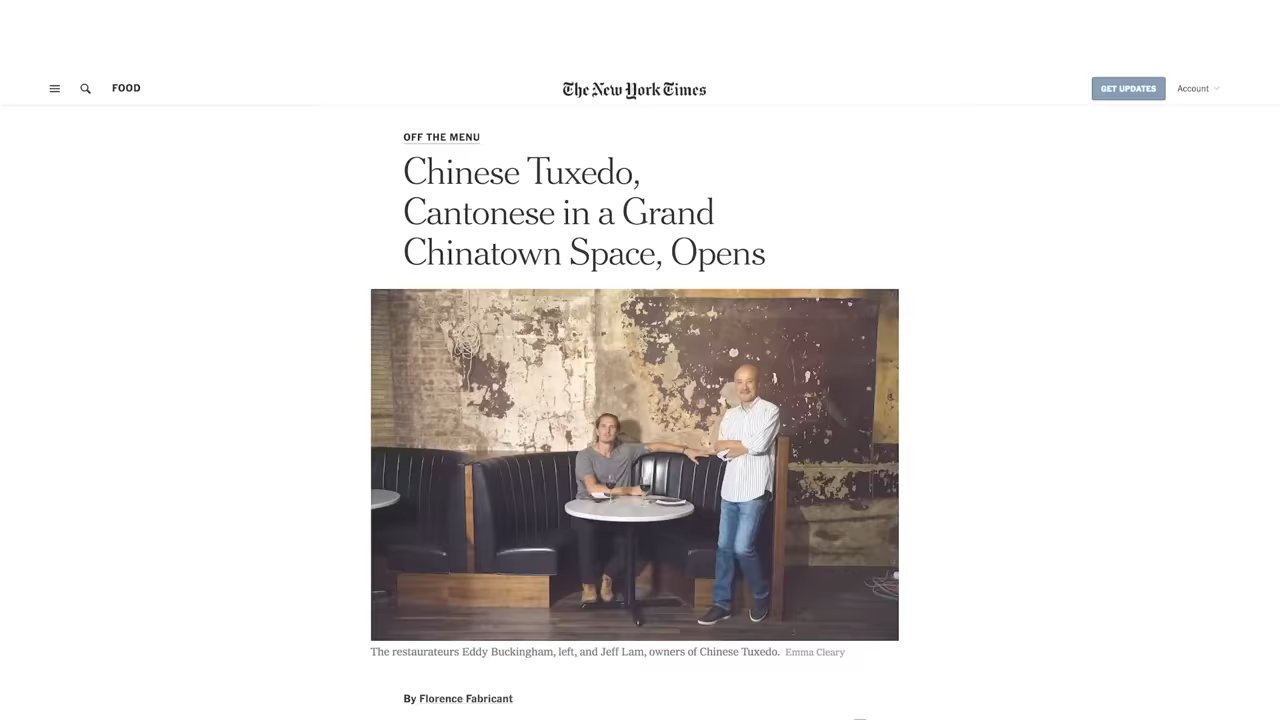 FOOD
The New York Times
GET UPDATES
Account
OFF THE MENU
Chinese Tuxedo,
Cantonese in a Grand
Chinatown Space, Opens
The restaurateurs Eddy Buckingham, left, and Jeff Lam, owners of Chinese Tuxedo. Emma Cleary
By Florence Fabricant